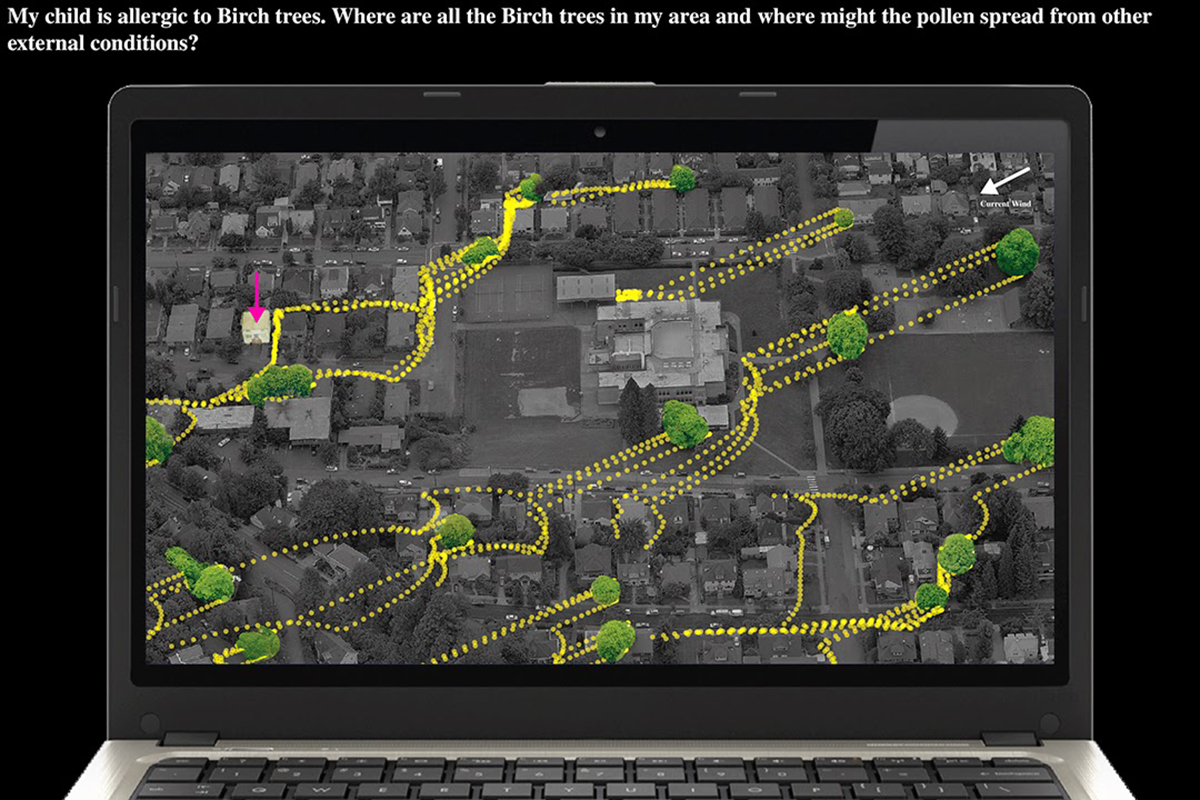 My child is allergic to Birch trees. Where are all the Birch trees in my area and where might the pollen spread from other
external conditions?
Current Wind